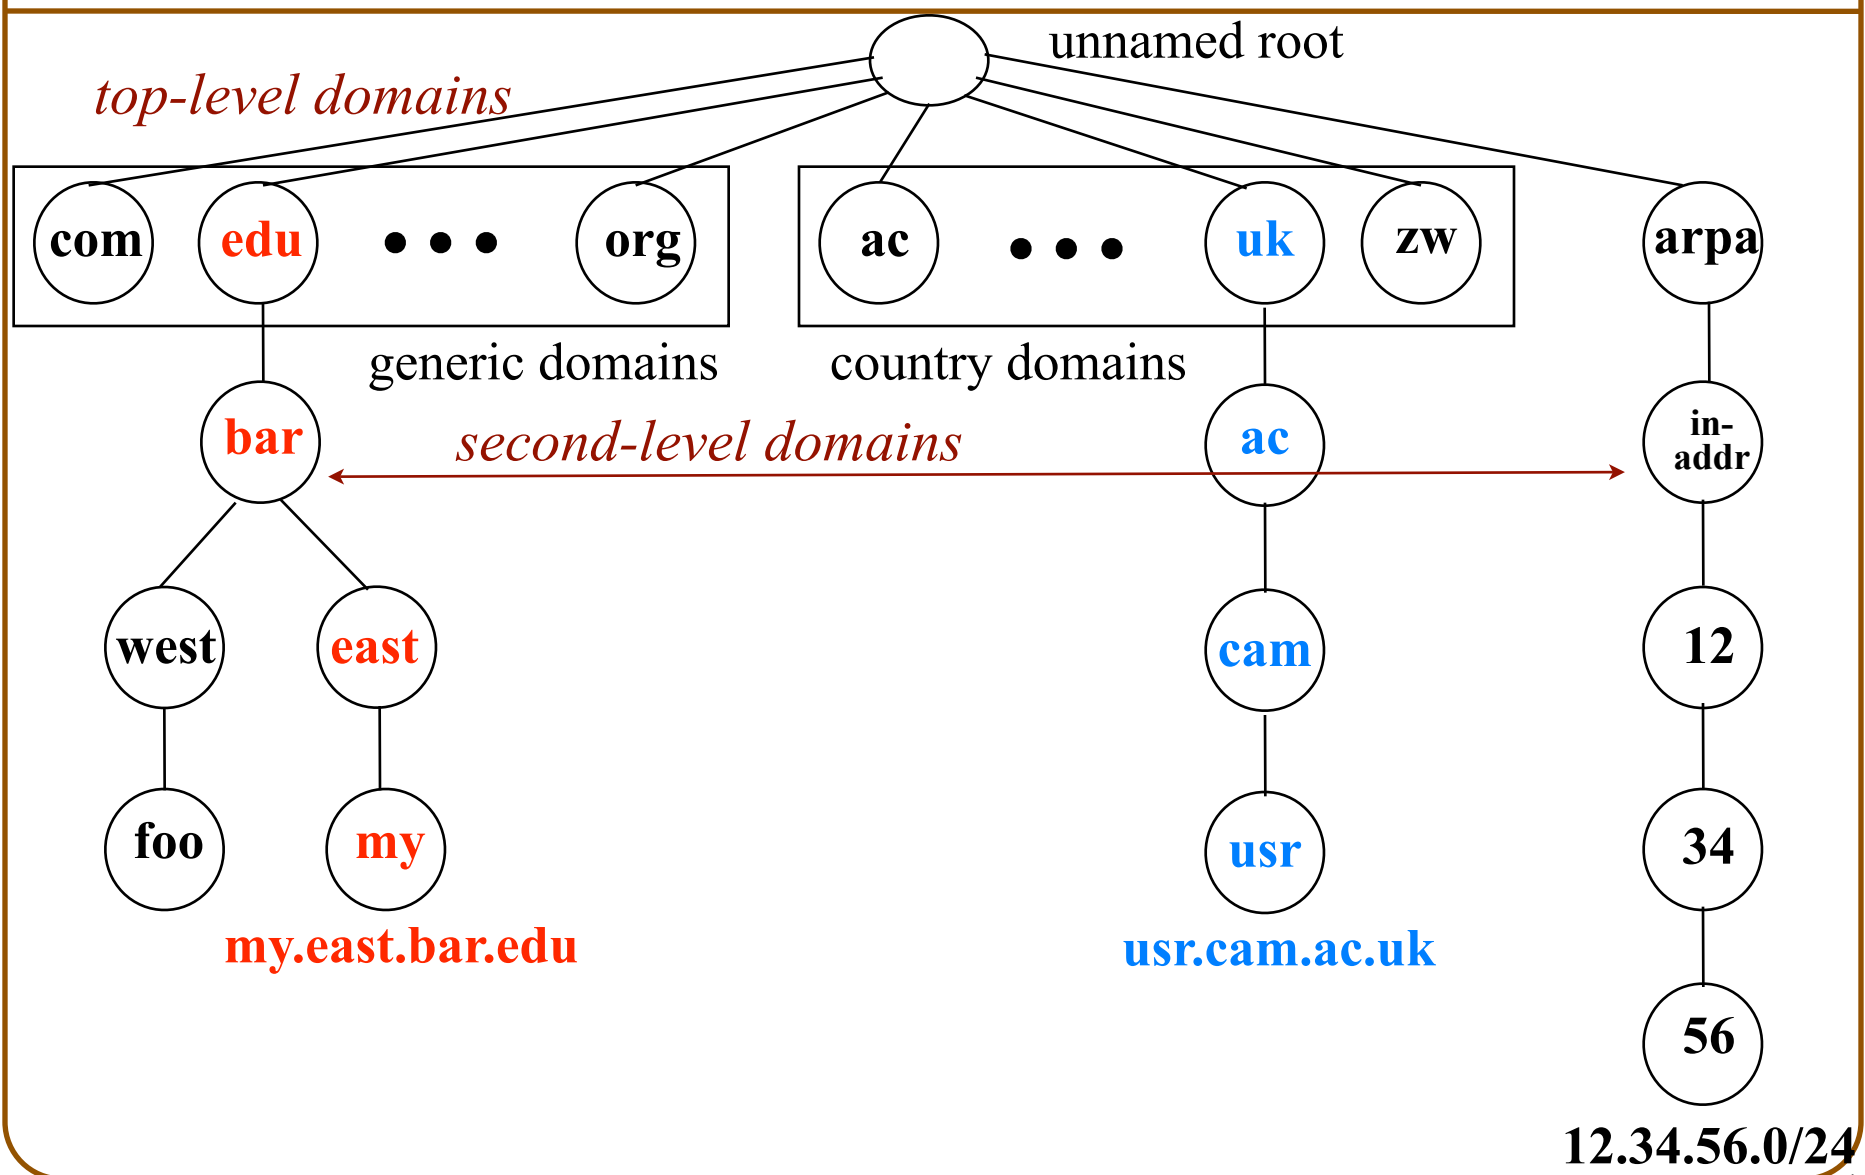 unnamed root
top-level domains
com edu • • • org ac • • • uk zw arpa
generic domains country domains
bar second-level domains ac in-
addr
west east cam 12
foo my usr 34
my.east.bar.edu usr.cam.ac.uk
56
12.34.56.0/24